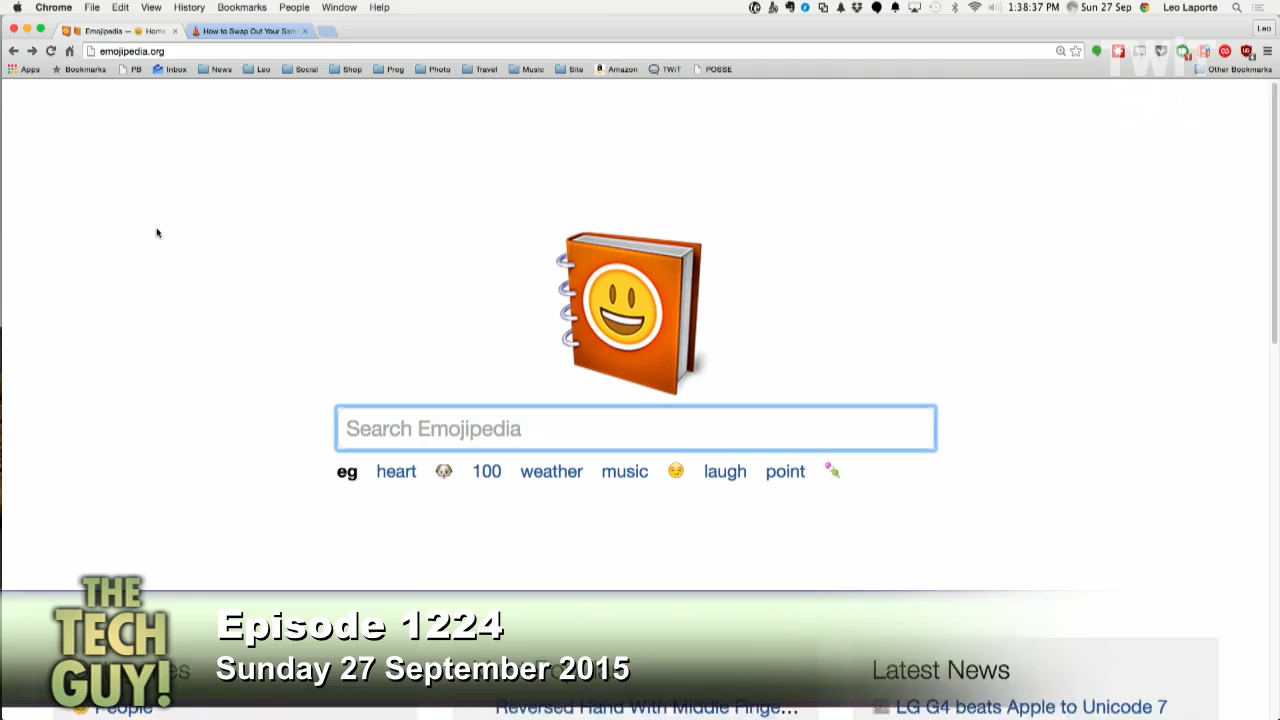 Chrome File Edit View History Bookmarks People Window Help 1:38:37 PM Sun 27 Sep Leo Laporte
Emojipedia — 😀 Home How to Swap Out Your Sam Leo
emojipedia.org
Apps Bookmarks PB Inbox News Leo Social Shop Prog Photo Travel Music Site Amazon TWiT POSSE Other Bookmarks
TWiT
Search Emojipedia
eg heart 🐶 100 weather music 😏 laugh point 🍡
THE
TECH
GUY!
Episode 1224
Sunday 27 September 2015
Latest News
People Reversed Hand With Middle Finge... LG G4 beats Apple to Unicode 7